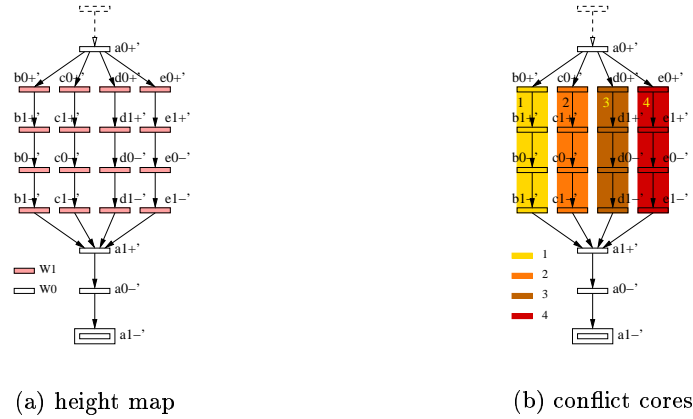 a0+’
b0+’ c0+’ d0+’ e0+’
b1+’ c1+’ d1+’ e1+’
b0−’ c0−’ d0−’ e0−’
b1−’ c1−’ d1−’ e1−’
a1+’
W1
W0
a0−’
a1−’
(a) height map
a0+’
b0+’ c0+’ d0+’ e0+’
1 2 3 4
b1+’ c1+’ d1+’ e1+’
b0−’ c0−’ d0−’ e0−’
b1−’ c1−’ d1−’ e1−’
a1+’
1
2
3
4
a0−’
a1−’
(b) conflict cores